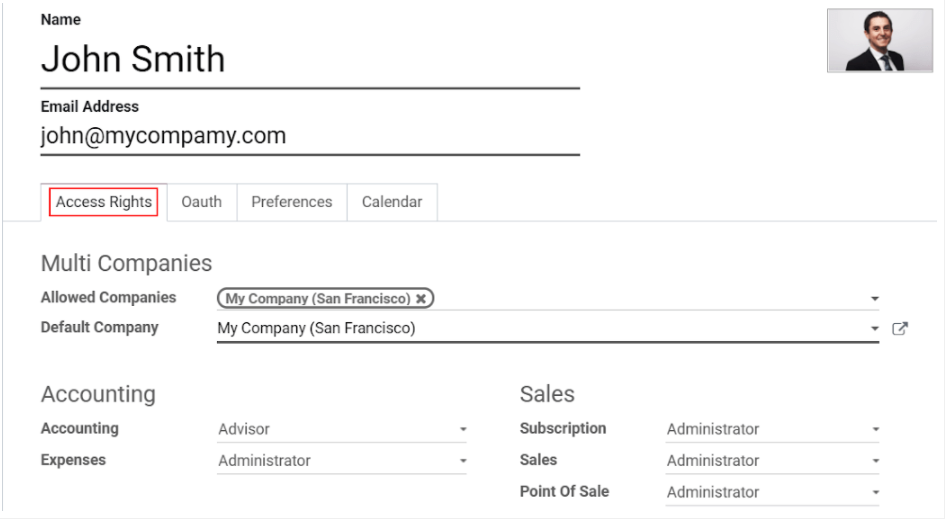 Name
John Smith
Email Address
john@mycompamy.com
Access Rights Oauth Preferences Calendar
Multi Companies
Allowed Companies My Company (San Francisco) ✖
Default Company My Company (San Francisco)
Accounting Sales
Accounting Advisor Subscription Administrator
Expenses Administrator Sales Administrator
Point Of Sale Administrator